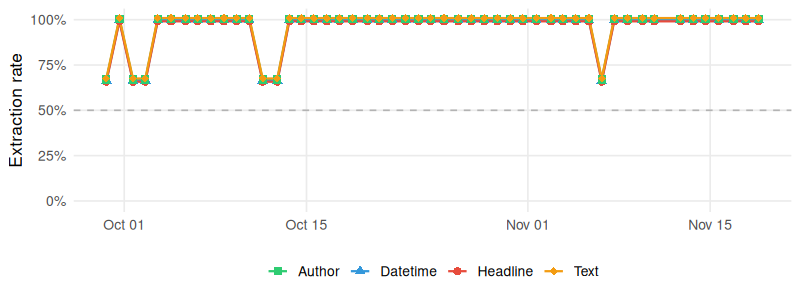 100%
75%
50%
25%
0%
Extraction rate
Oct 01 Oct 15 Nov 01 Nov 15
Author Datetime Headline Text